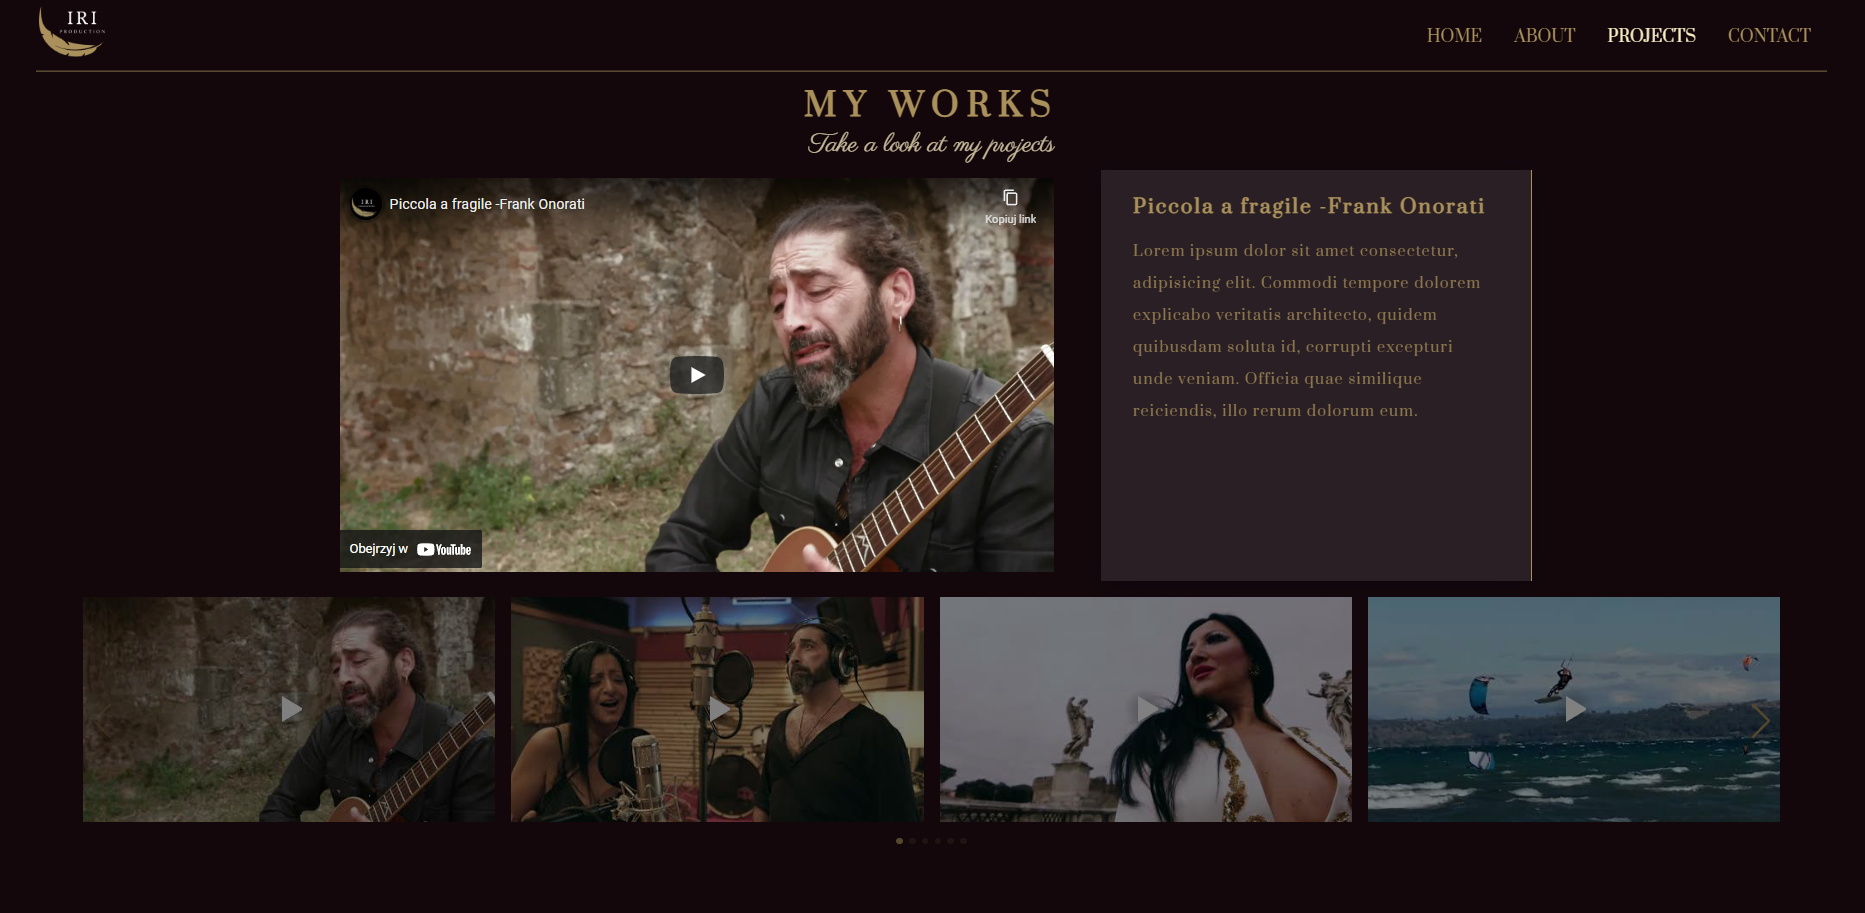 IRI
PRODUCTION
HOME
ABOUT
PROJECTS
CONTACT
MY WORKS
Take a look at my projects
IRI
Piccola a fragile -Frank Onorati
Kopiuj link
Obejrzyj w YouTube
Piccola a fragile -Frank Onorati
Lorem ipsum dolor sit amet consectetur,
adipisicing elit. Commodi tempore dolorem
explicabo veritatis architecto, quidem
quibusdam soluta id, corrupti excepturi
unde veniam. Officia quae similique
reiciendis, illo rerum dolorum eum.